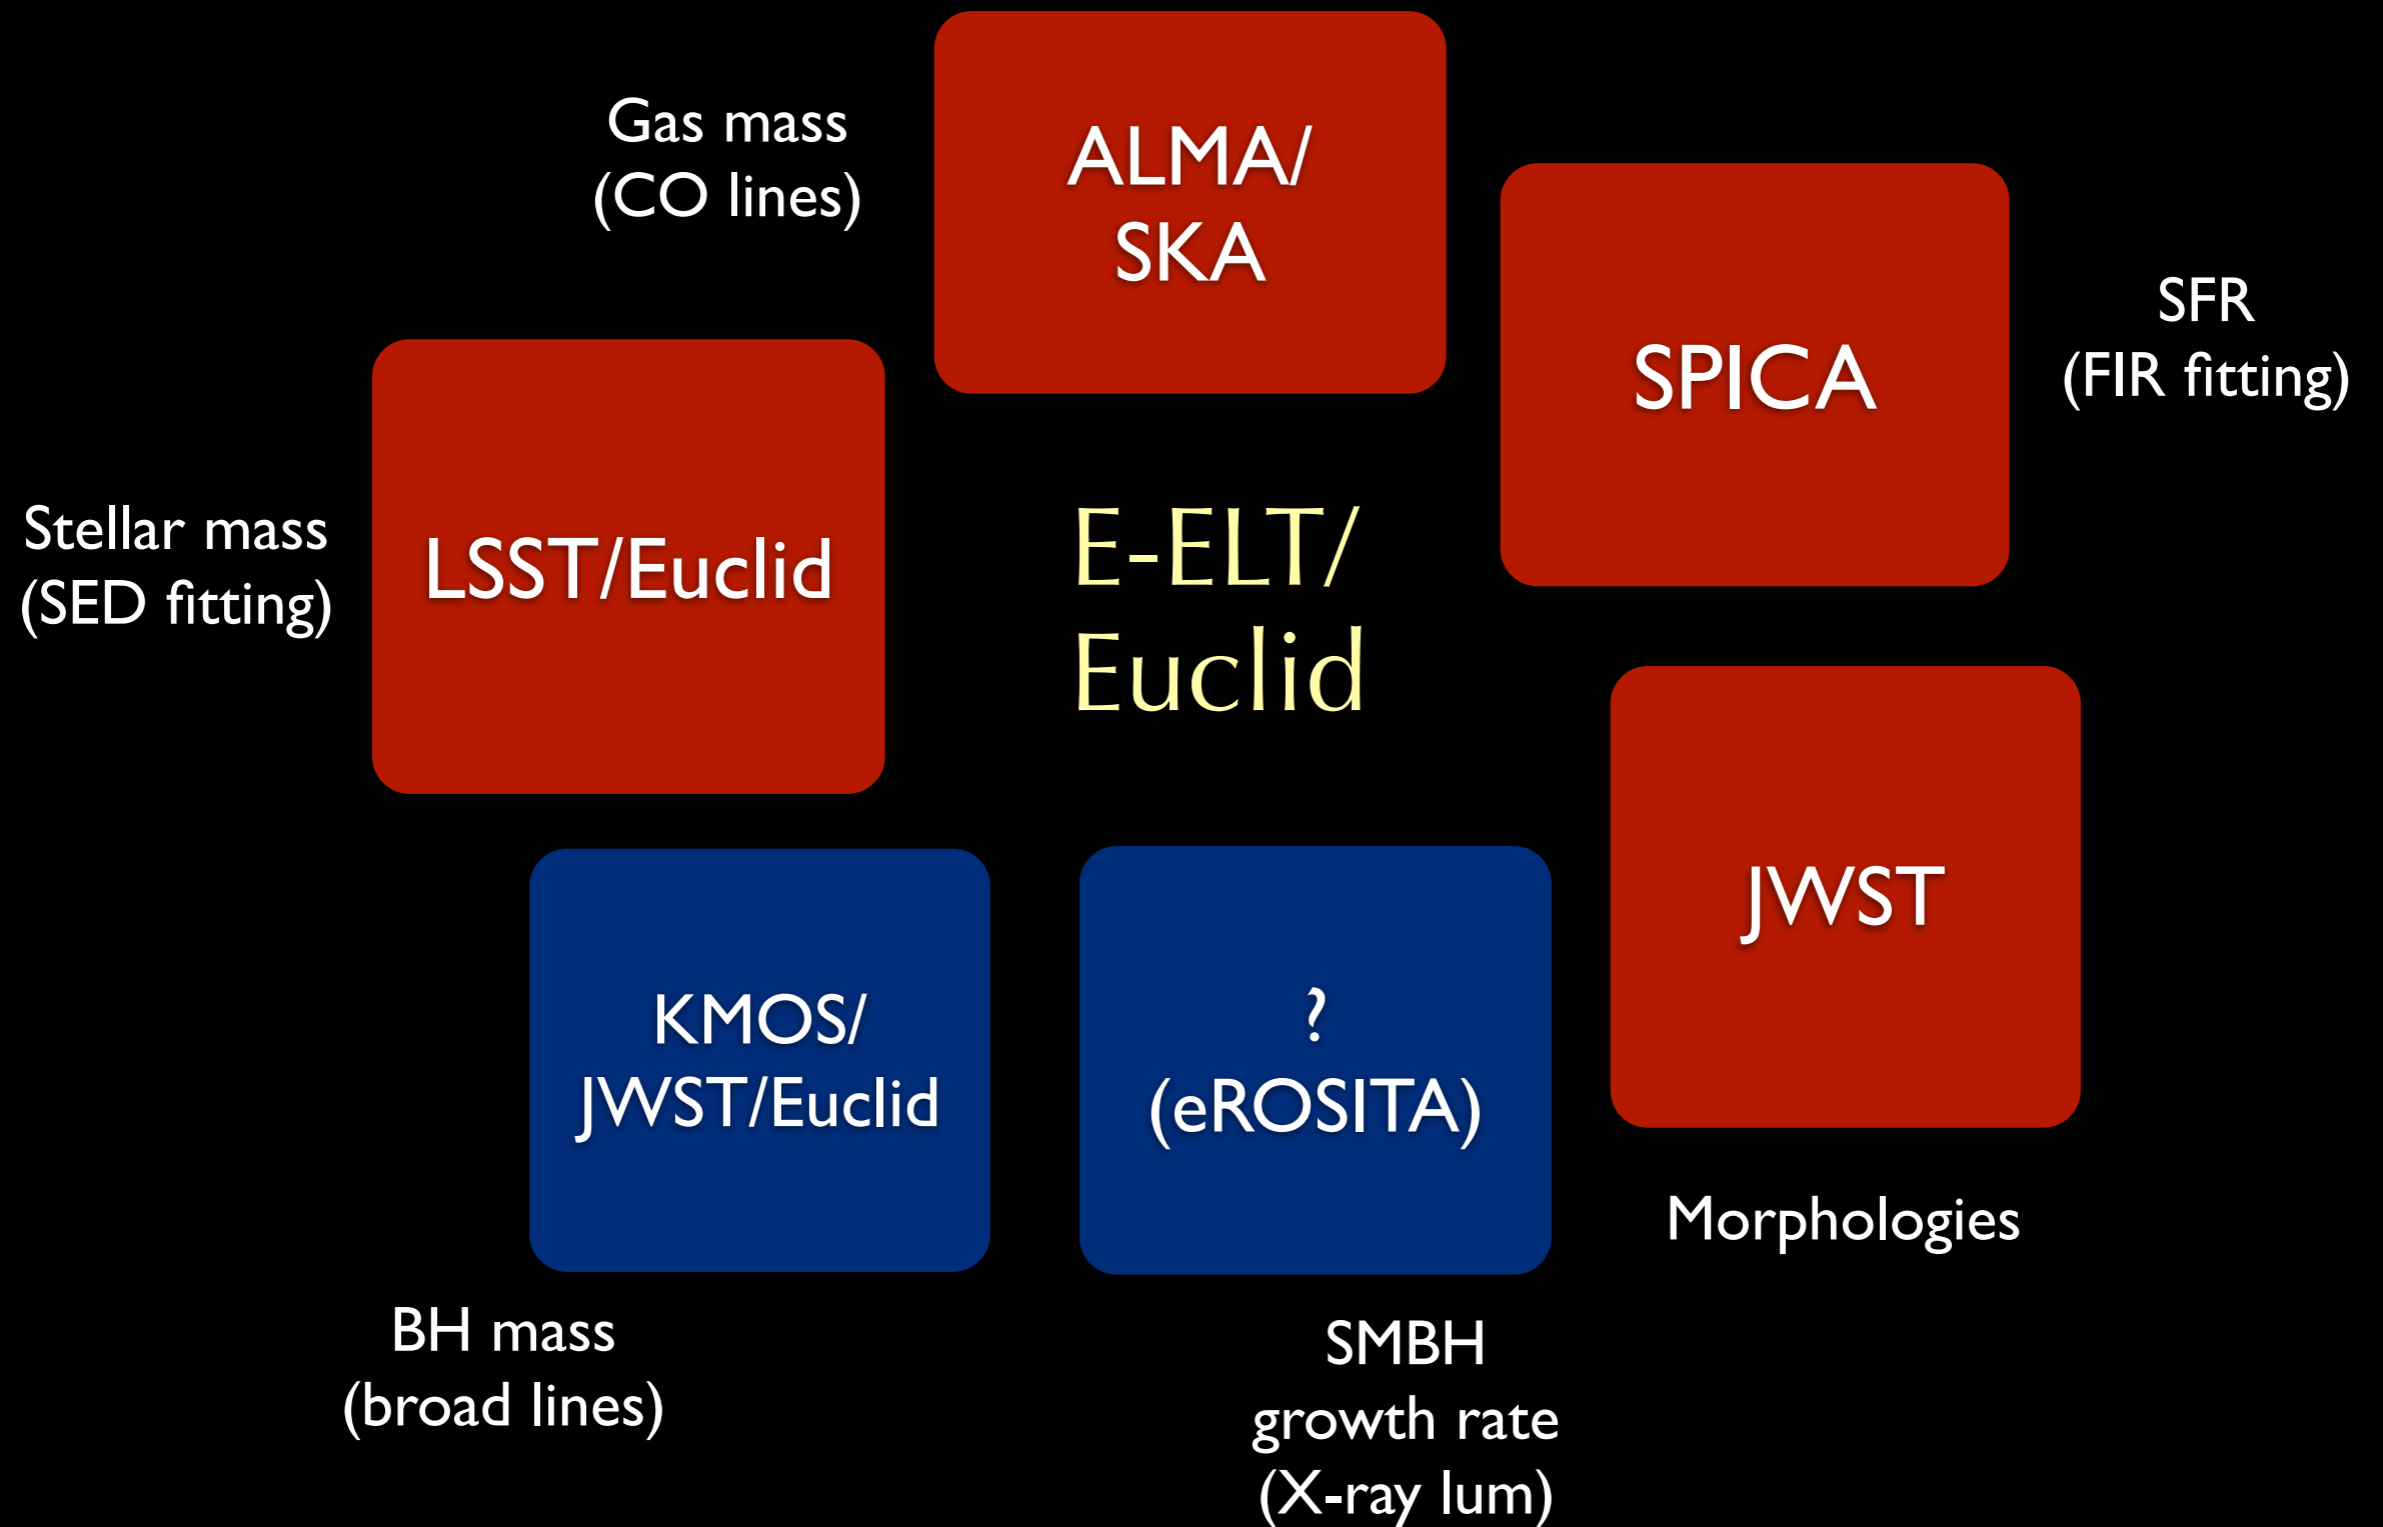 Gas mass
(CO lines)
ALMA/
SKA
SPICA
SFR
(FIR fitting)
Stellar mass
(SED fitting)
LSST/Euclid
E-ELT/
Euclid
JWST
Morphologies
KMOS/
JWST/Euclid
BH mass
(broad lines)
?
(eROSITA)
SMBH
growth rate
(X-ray lum)